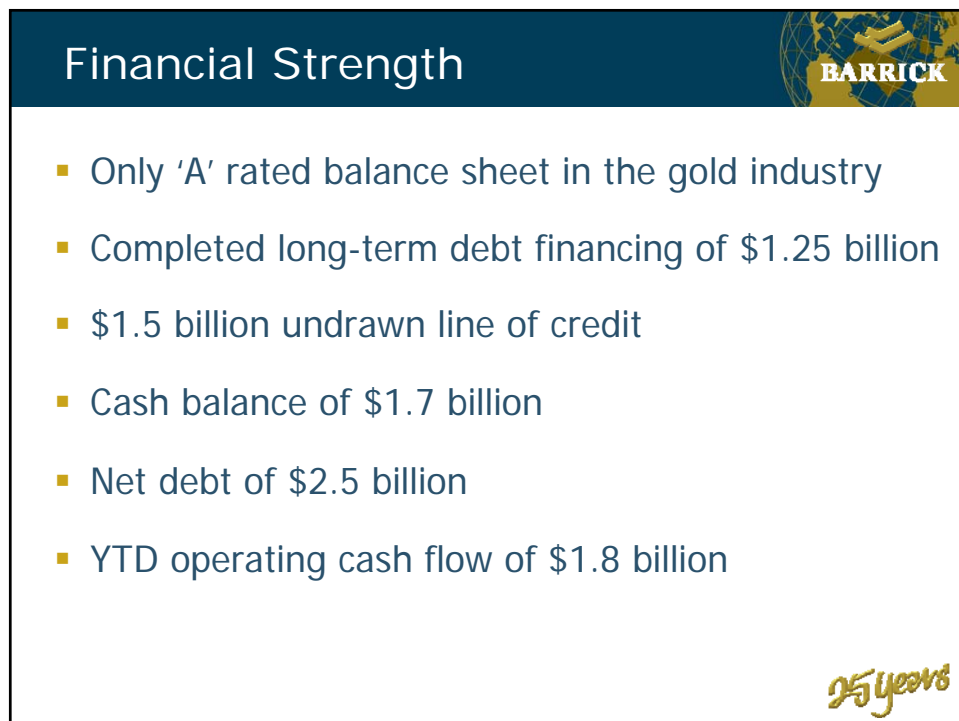 Financial Strength
BARRICK
▪ Only ‘A’ rated balance sheet in the gold industry
▪ Completed long-term debt financing of $1.25 billion
▪ $1.5 billion undrawn line of credit
▪ Cash balance of $1.7 billion
▪ Net debt of $2.5 billion
▪ YTD operating cash flow of $1.8 billion
25 years